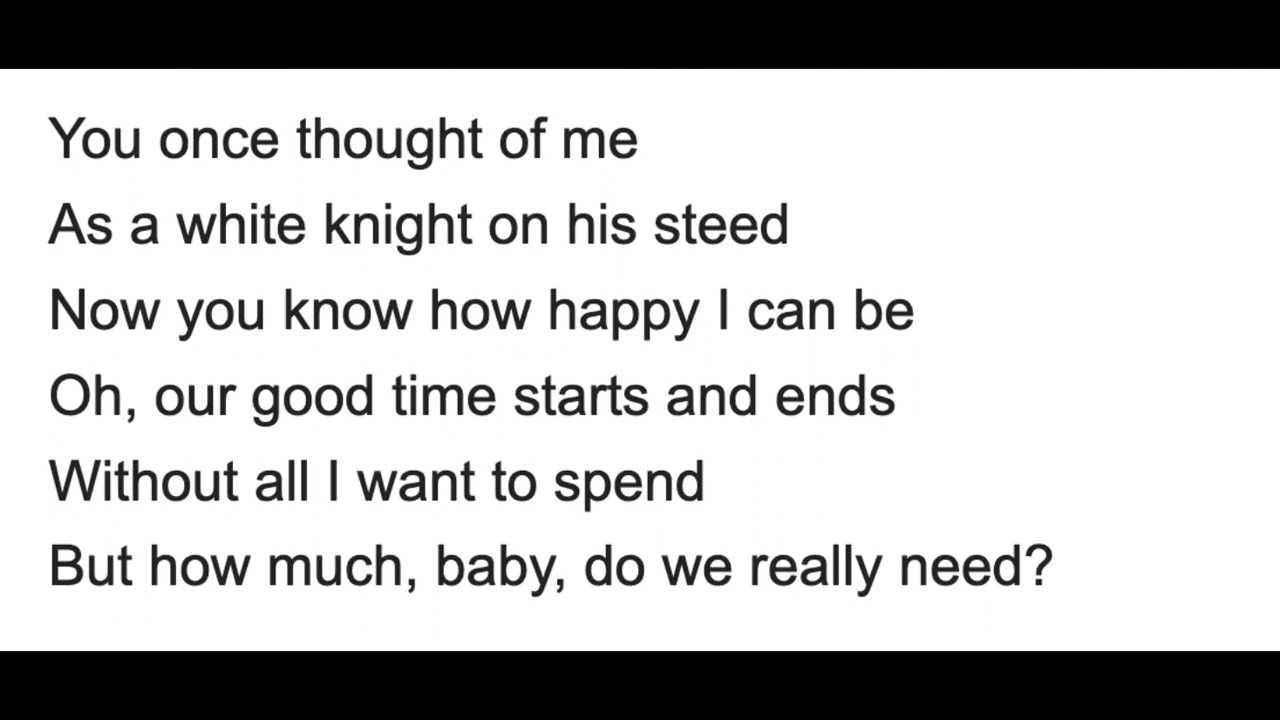 You once thought of me
As a white knight on his steed
Now you know how happy I can be
Oh, our good time starts and ends
Without all I want to spend
But how much, baby, do we really need?